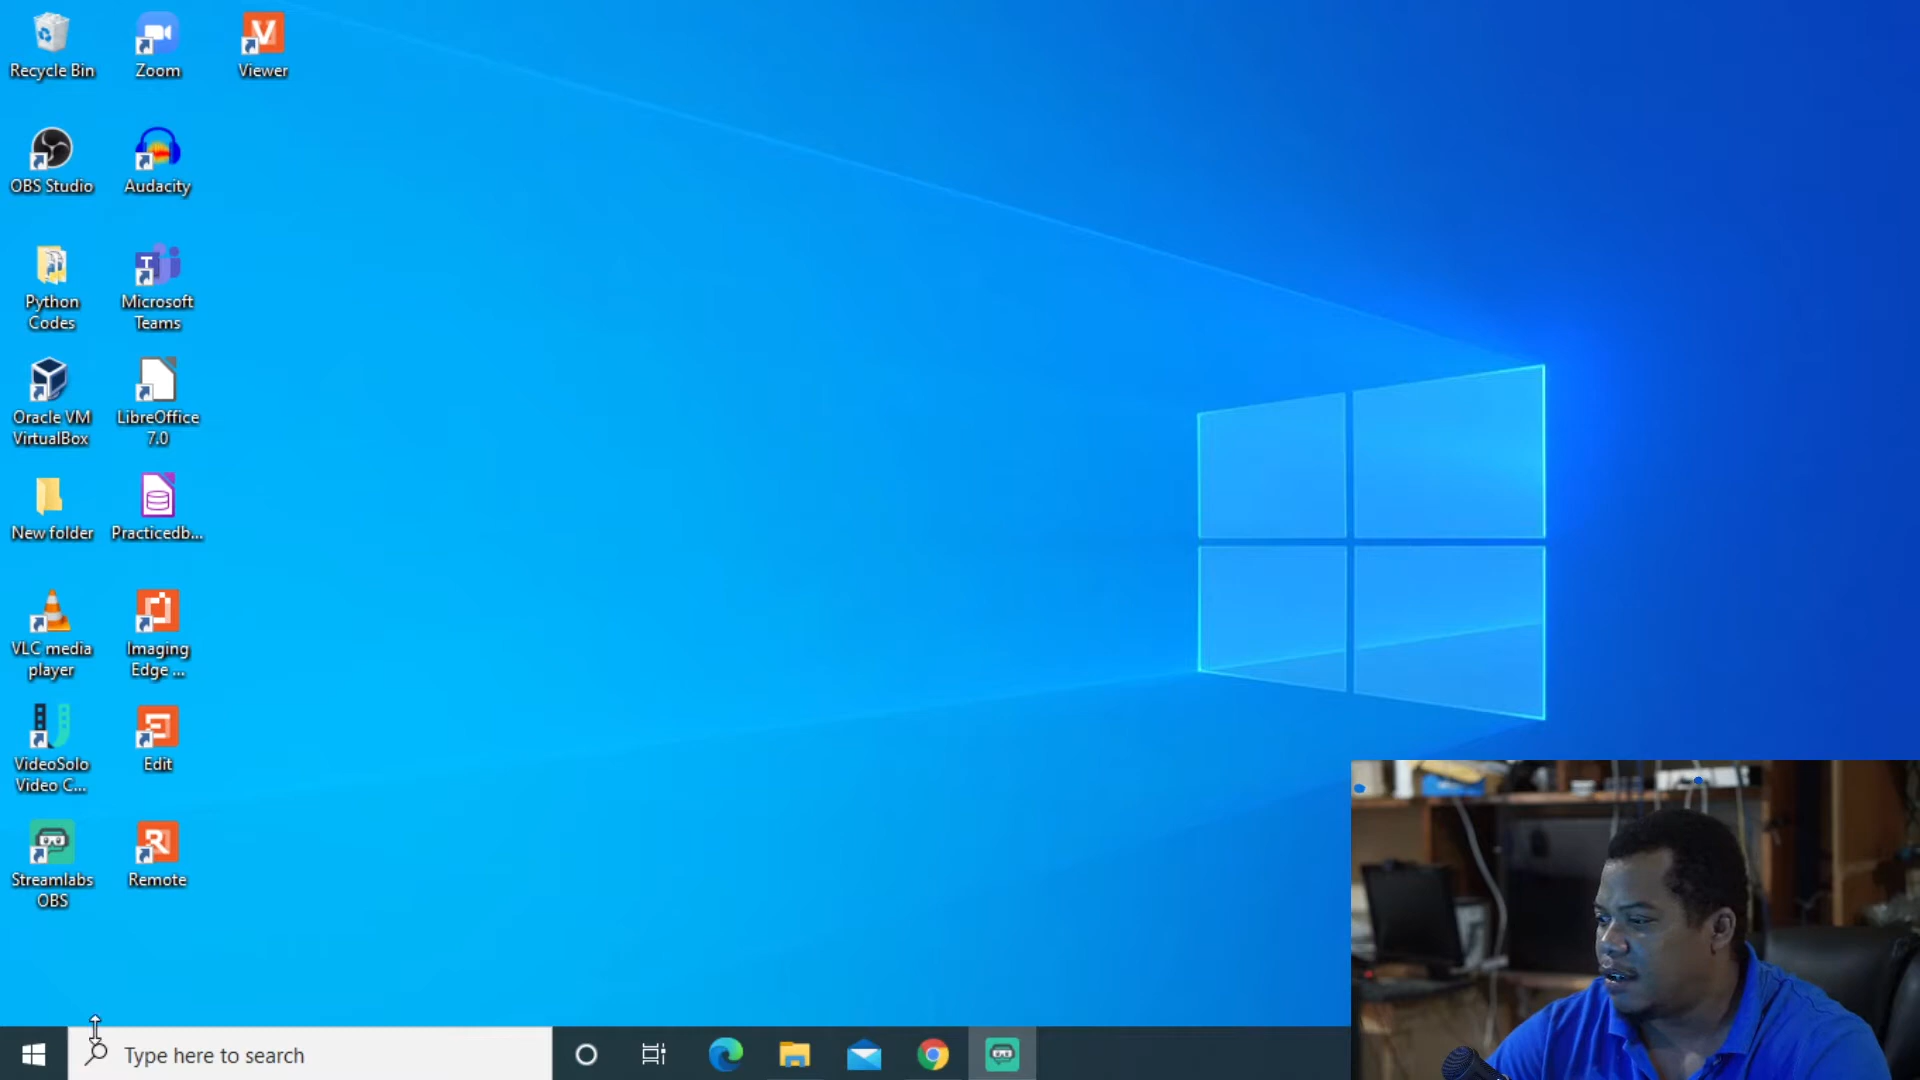 Recycle Bin
Zoom
Viewer
OBS Studio
Audacity
Python
Codes
Microsoft
Teams
Oracle VM
VirtualBox
LibreOffice
7.0
New folder
Practicedb...
VLC media
player
Imaging
Edge ...
VideoSolo
Video C...
Edit
Streamlabs
OBS
Remote
Type here to search